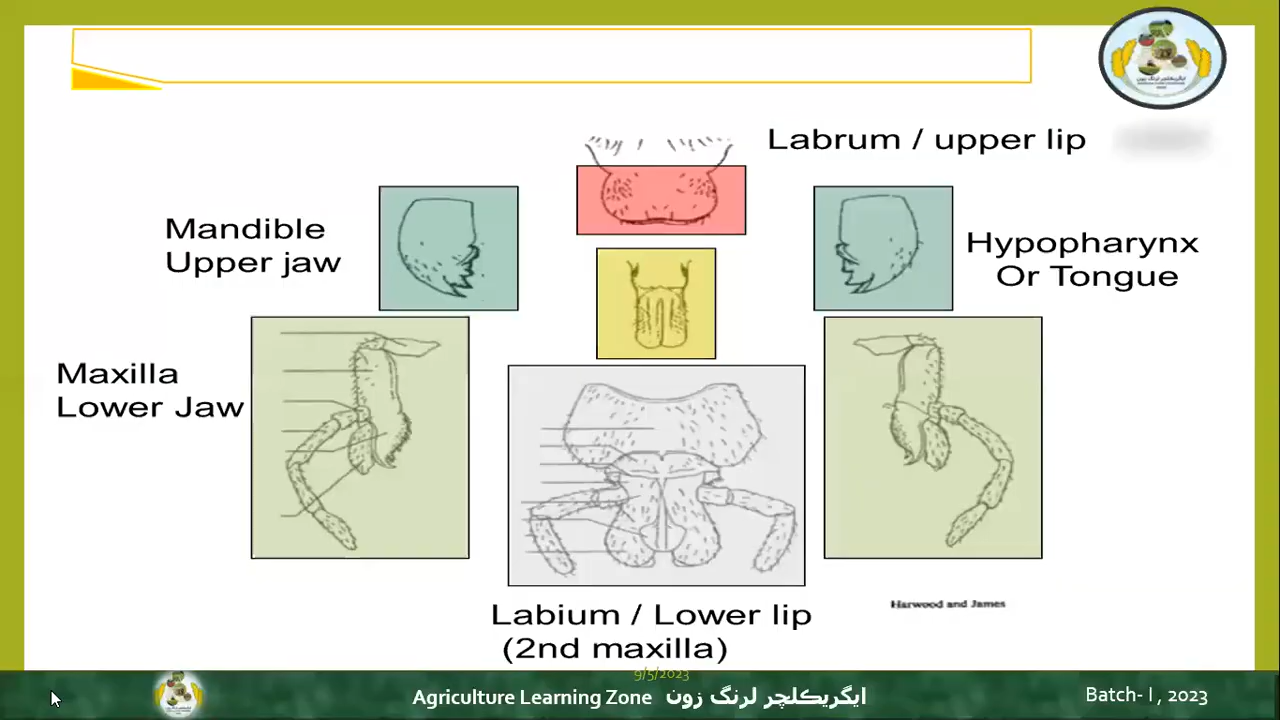 Labrum / upper lip
Mandible
Upper jaw
Hypopharynx
Or Tongue
Maxilla
Lower Jaw
Harwood and James
Labium / Lower lip
(2nd maxilla)
9/5/2023
Agriculture Learning Zone ایگریکلچر لرنگ زون
Batch- I , 2023